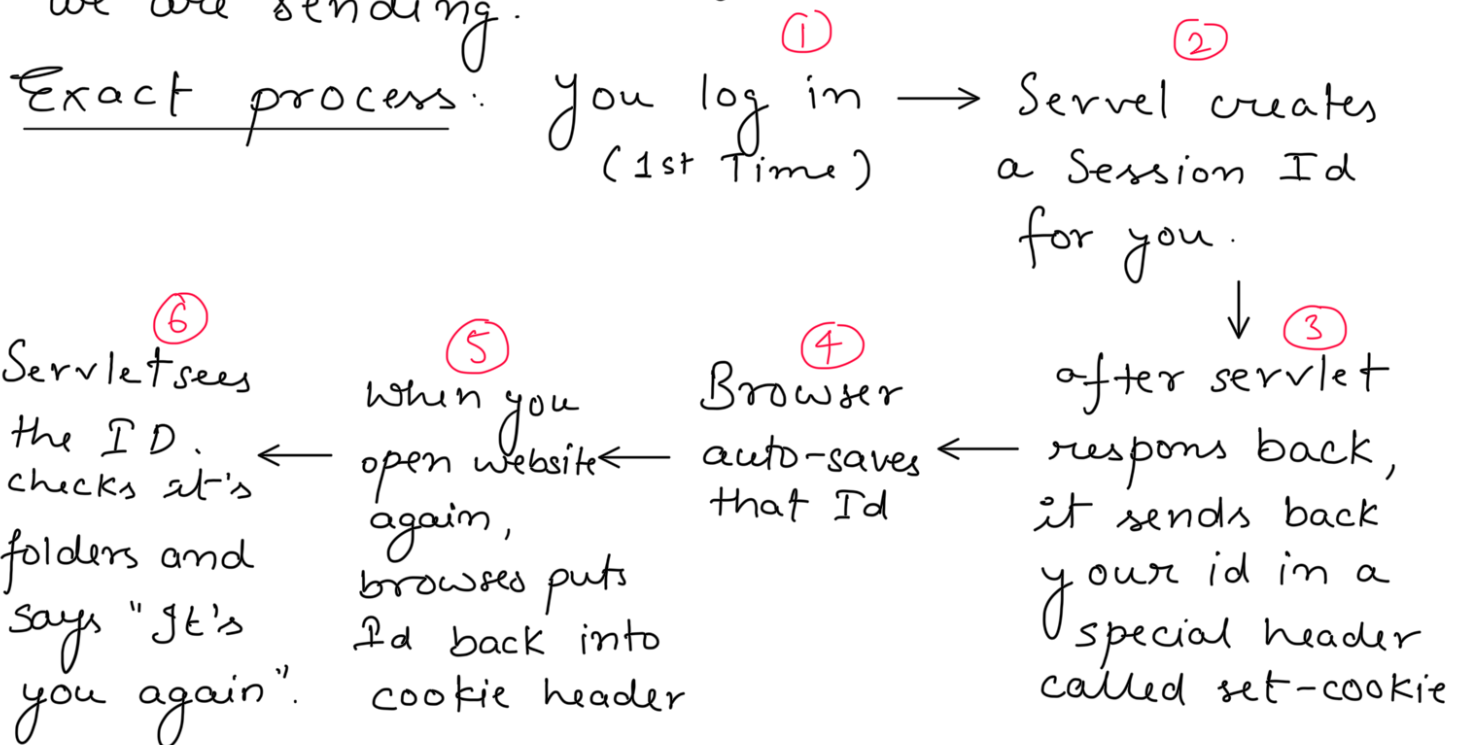 we are sending.
Exact process: you log in → Servel creates
(1st Time) a Session Id
for you.
① ②
③
after servlet
respons back,
it sends back
your id in a
special header
called set-cookie
④
Browser
auto-saves
that Id
⑤
when you
open website
again,
browses puts
Id back into
cookie header
⑥
Servlet sees
the ID.
checks it's
folders and
says "It's
you again".